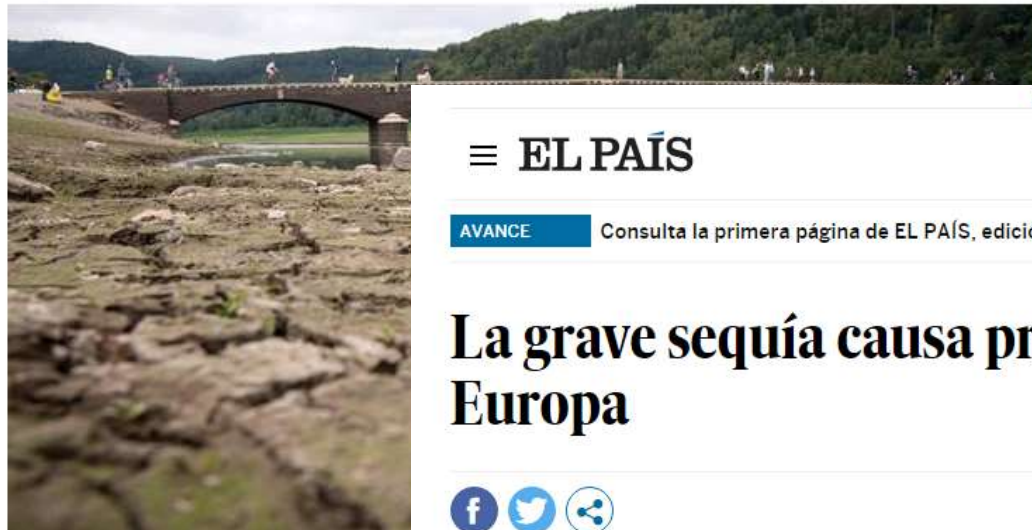 EL PAÍS
AVANCE Consulta la primera página de EL PAÍS,
La grave sequía causa
Europa